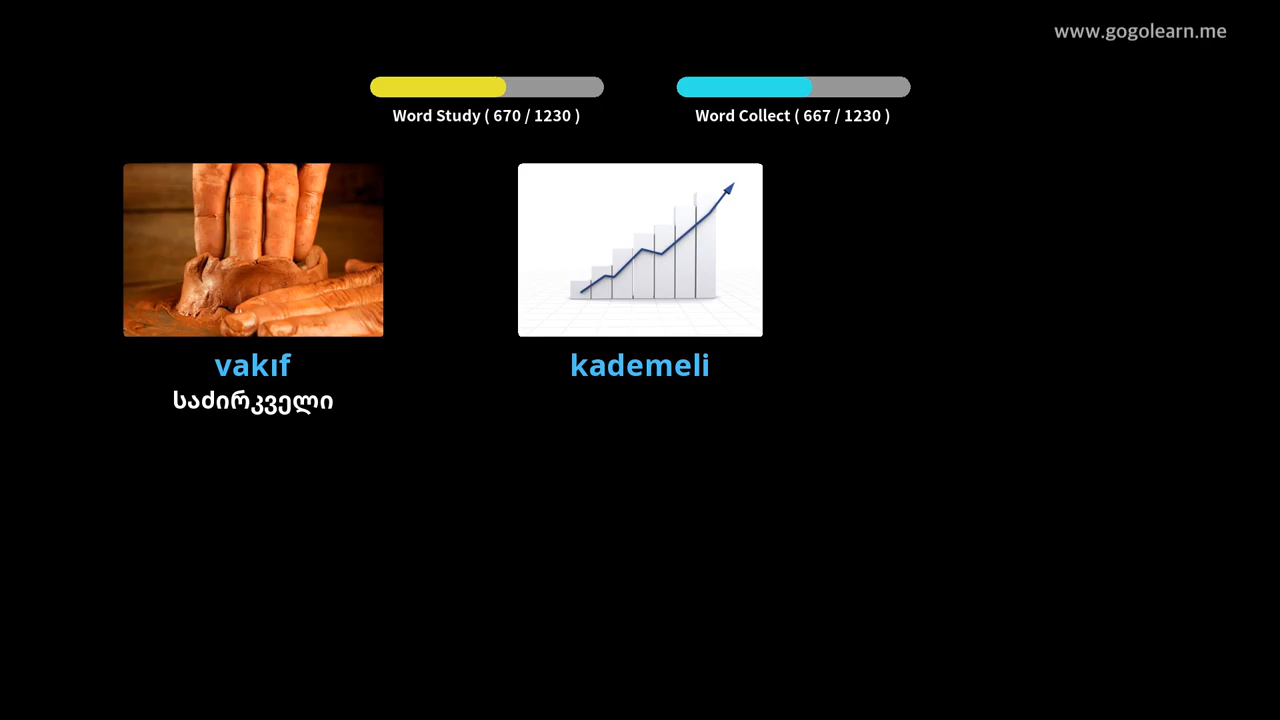 www.gogolearn.me
Word Study ( 670 / 1230 )
Word Collect ( 667 / 1230 )
vakıf
საძირკველი
kademeli